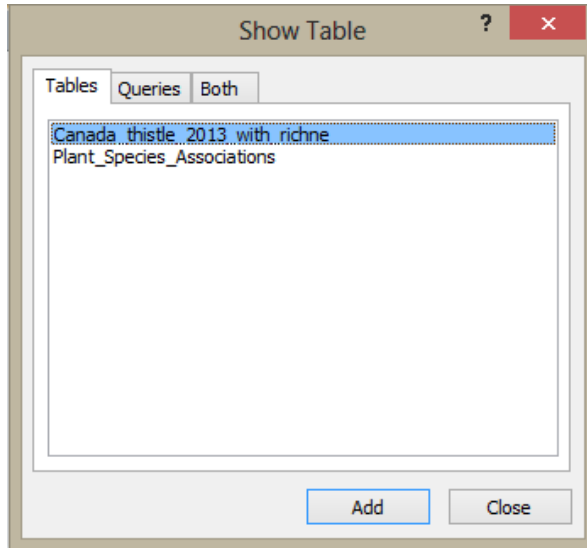 Show Table
?
Tables Queries Both
Canada_thistle_2013_with_richne
Plant_Species_Associations
Add Close